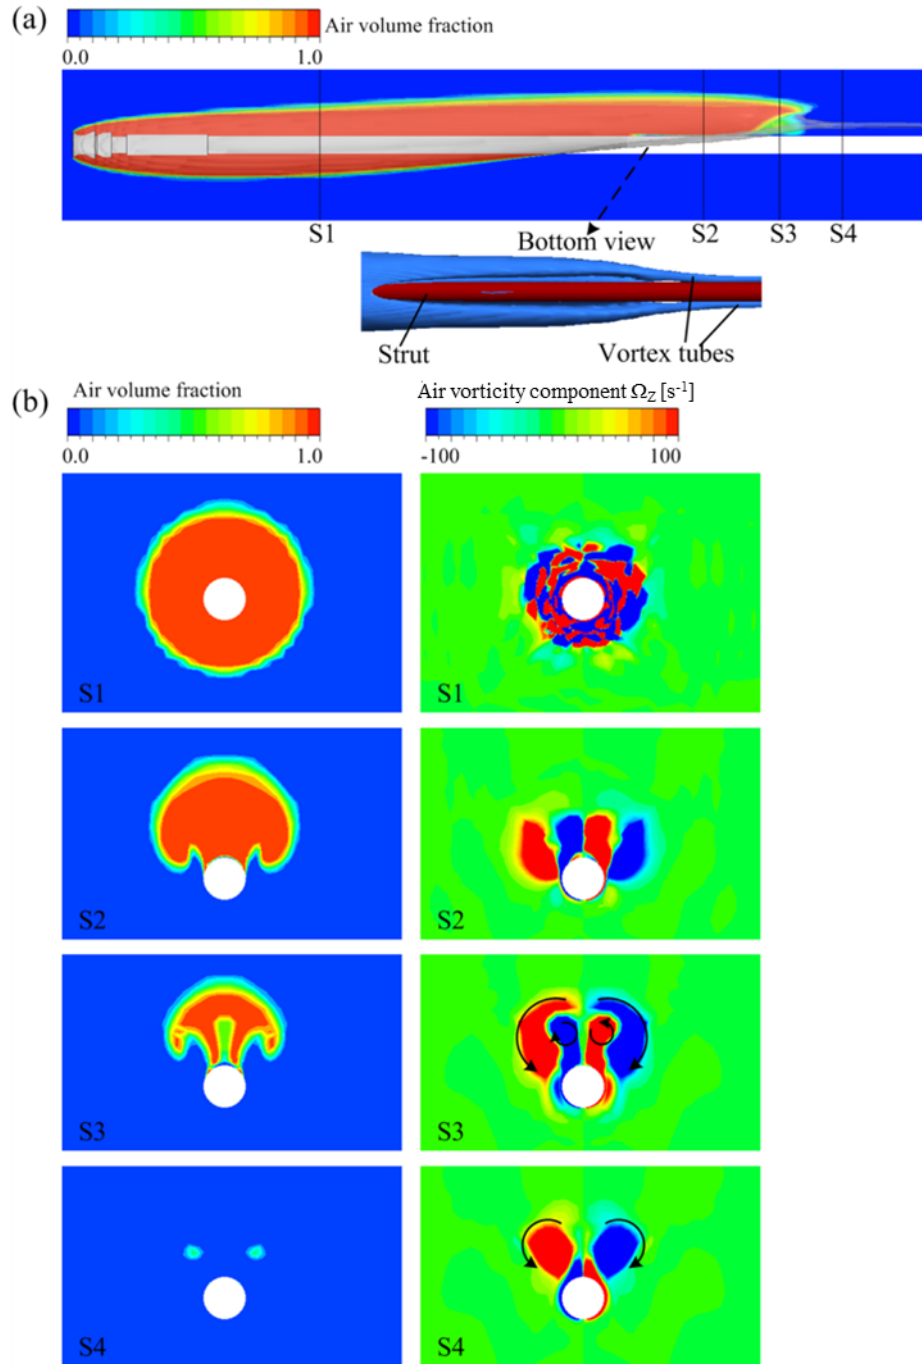 (a)
Air volume fraction
0.0 1.0
S1 Bottom view S2 S3 S4
Strut Vortex tubes
(b)
Air volume fraction Air vorticity component Ω_Z [s⁻¹]
0.0 1.0 -100 100
S1 S1
S2 S2
S3 S3
S4 S4